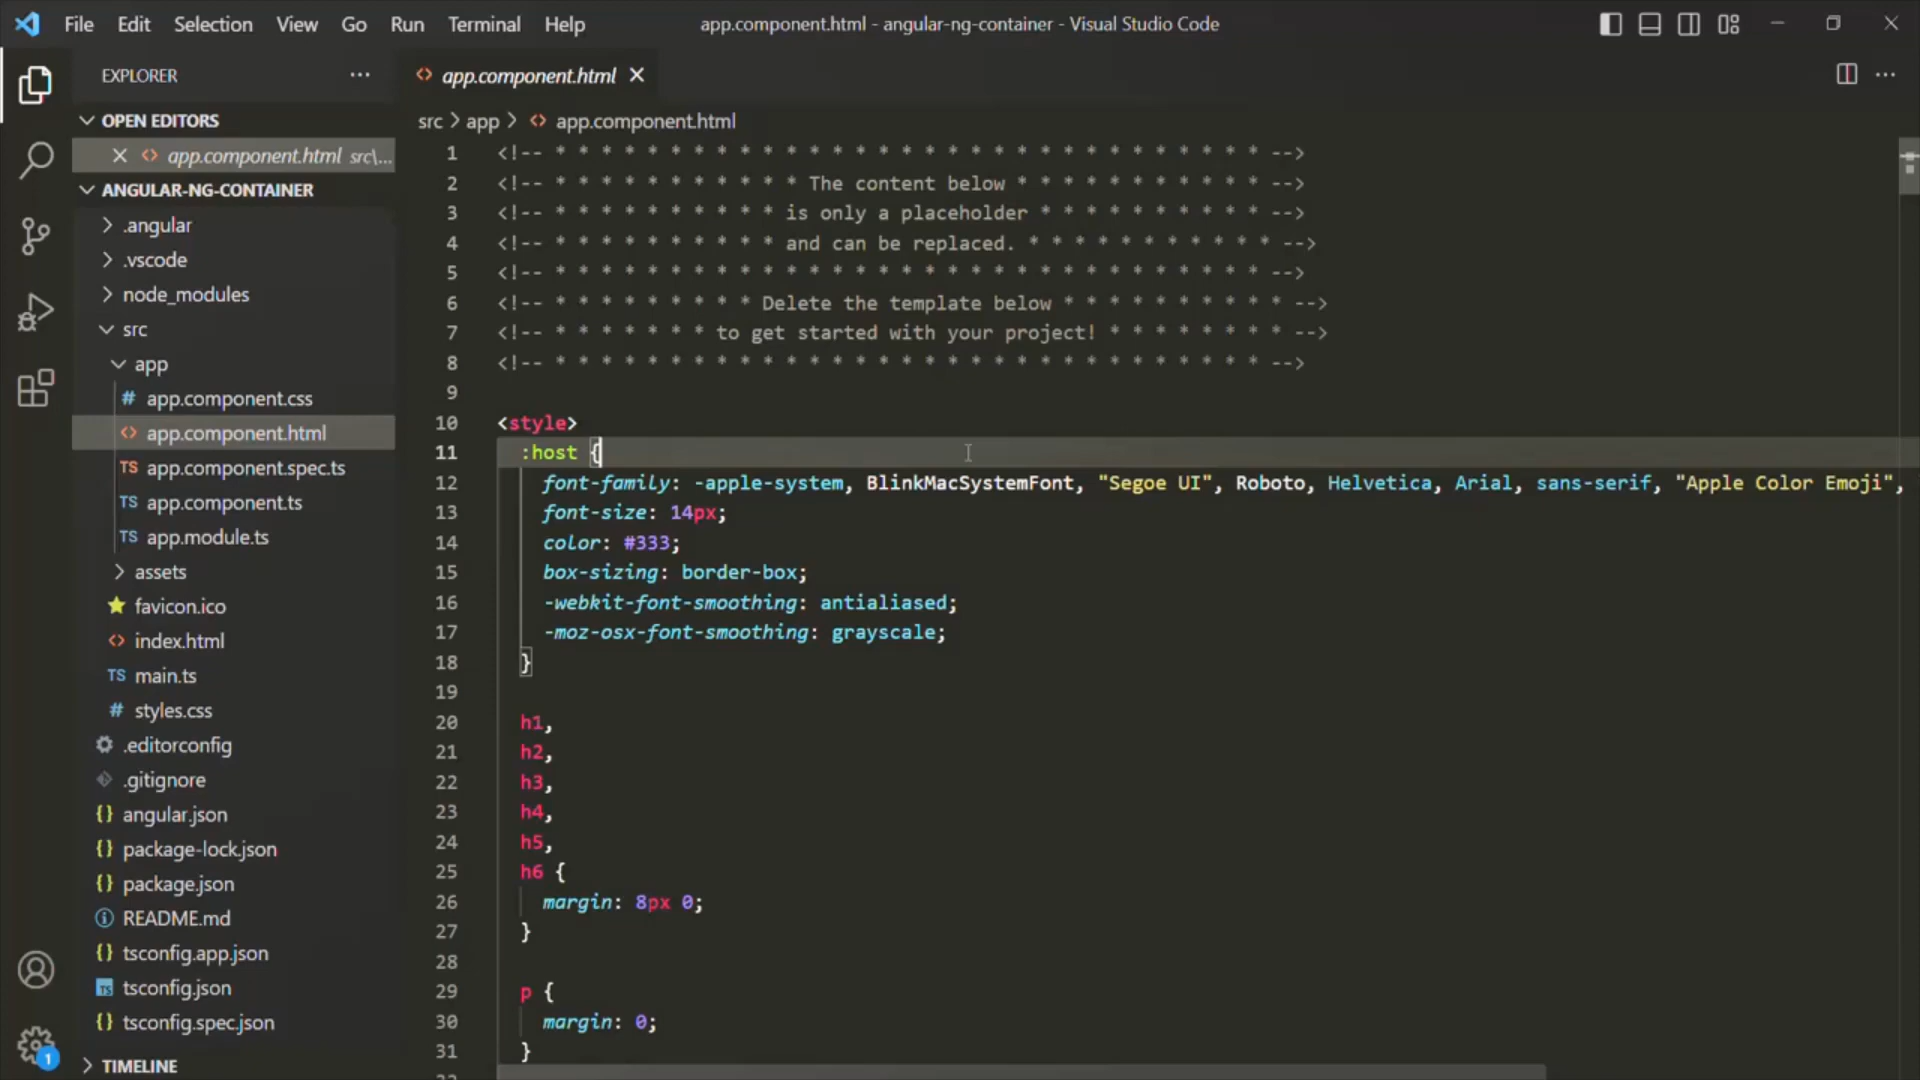 File Edit Selection View Go Run Terminal Help app.component.html - angular-ng-container - Visual Studio Code
EXPLORER
OPEN EDITORS
app.component.html src\...
ANGULAR-NG-CONTAINER
.angular
.vscode
node_modules
src
app
# app.component.css
<> app.component.html
TS app.component.spec.ts
TS app.component.ts
TS app.module.ts
assets
favicon.ico
<> index.html
TS main.ts
# styles.css
.editorconfig
.gitignore
{} angular.json
{} package-lock.json
{} package.json
README.md
{} tsconfig.app.json
TS tsconfig.json
{} tsconfig.spec.json
TIMELINE
1
<> app.component.html
src > app > <> app.component.html
1 <!-- * * * * * * * * * * * * * * * * * * * * * * * * * * * * * * * -->
2 <!-- * * * * * * * * * * * The content below * * * * * * * * * * * -->
3 <!-- * * * * * * * * * * is only a placeholder * * * * * * * * * * -->
4 <!-- * * * * * * * * * * and can be replaced. * * * * * * * * * * * -->
5 <!-- * * * * * * * * * * * * * * * * * * * * * * * * * * * * * * * -->
6 <!-- * * * * * * * * * Delete the template below * * * * * * * * * * -->
7 <!-- * * * * * * * to get started with your project! * * * * * * * * -->
8 <!-- * * * * * * * * * * * * * * * * * * * * * * * * * * * * * * * -->
9
10 <style>
11 :host {
12 font-family: -apple-system, BlinkMacSystemFont, "Segoe UI", Roboto, Helvetica, Arial, sans-serif, "Apple Color Emoji",
13 font-size: 14px;
14 color: #333;
15 box-sizing: border-box;
16 -webkit-font-smoothing: antialiased;
17 -moz-osx-font-smoothing: grayscale;
18 }
19
20 h1,
21 h2,
22 h3,
23 h4,
24 h5,
25 h6 {
26 margin: 8px 0;
27 }
28
29 p {
30 margin: 0;
31 }